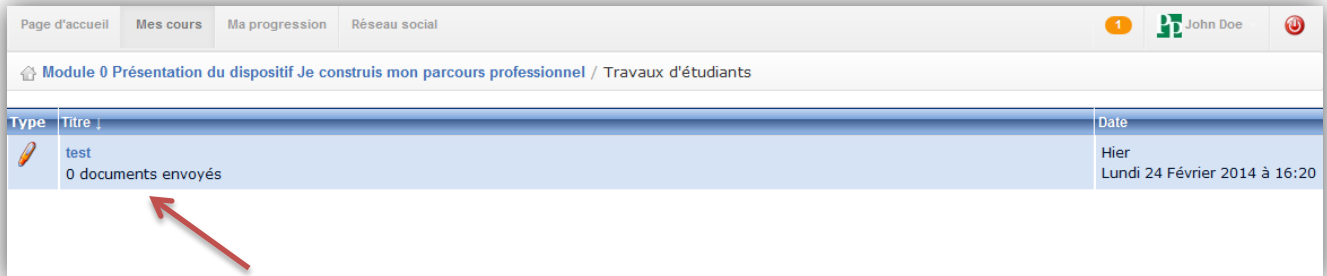 Page d'accueil Mes cours Ma progression Réseau social 1 John Doe
Module 0 Présentation du dispositif Je construis mon parcours professionnel / Travaux d'étudiants
Type Titre ↓ Date
test Hier
0 documents envoyés Lundi 24 Février 2014 à 16:20